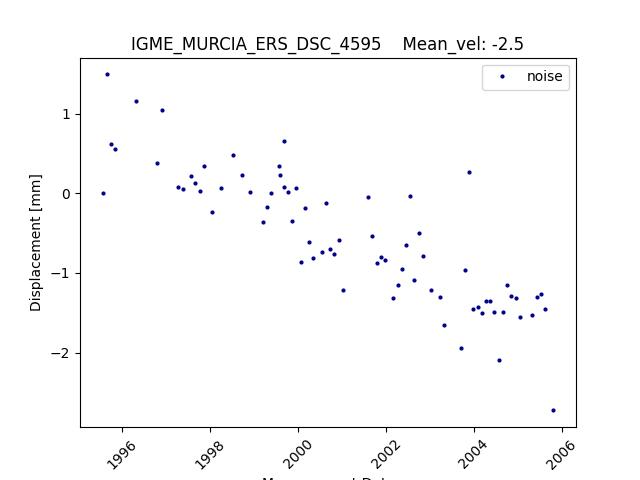 IGME_MURCIA_ERS_DSC_4595 Mean_vel: -2.5
noise
Displacement [mm]
1
0
−1
−2
1996 1998 2000 2002 2004 2006